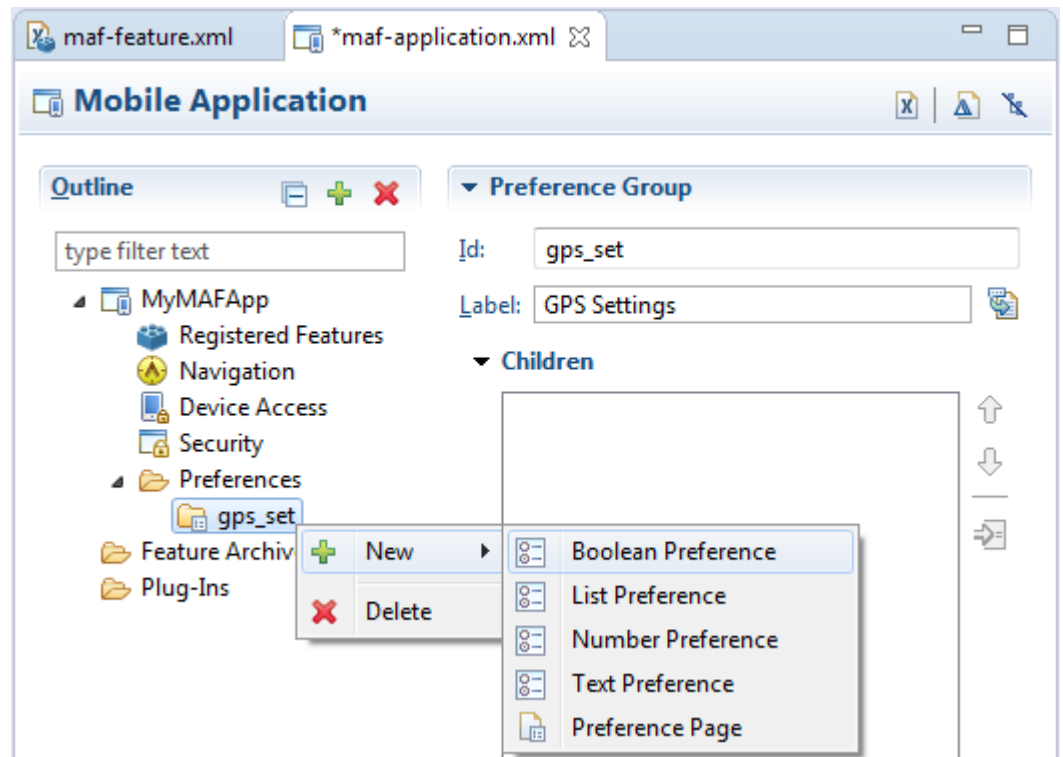 maf-feature.xml
*maf-application.xml
Mobile Application
Outline
Preference Group
type filter text
Id:
gps_set
MyMAFApp
Label:
GPS Settings
Registered Features
Children
Navigation
Device Access
Security
Preferences
gps_set
Feature Archiv
New
Boolean Preference
Plug-Ins
List Preference
Delete
Number Preference
Text Preference
Preference Page